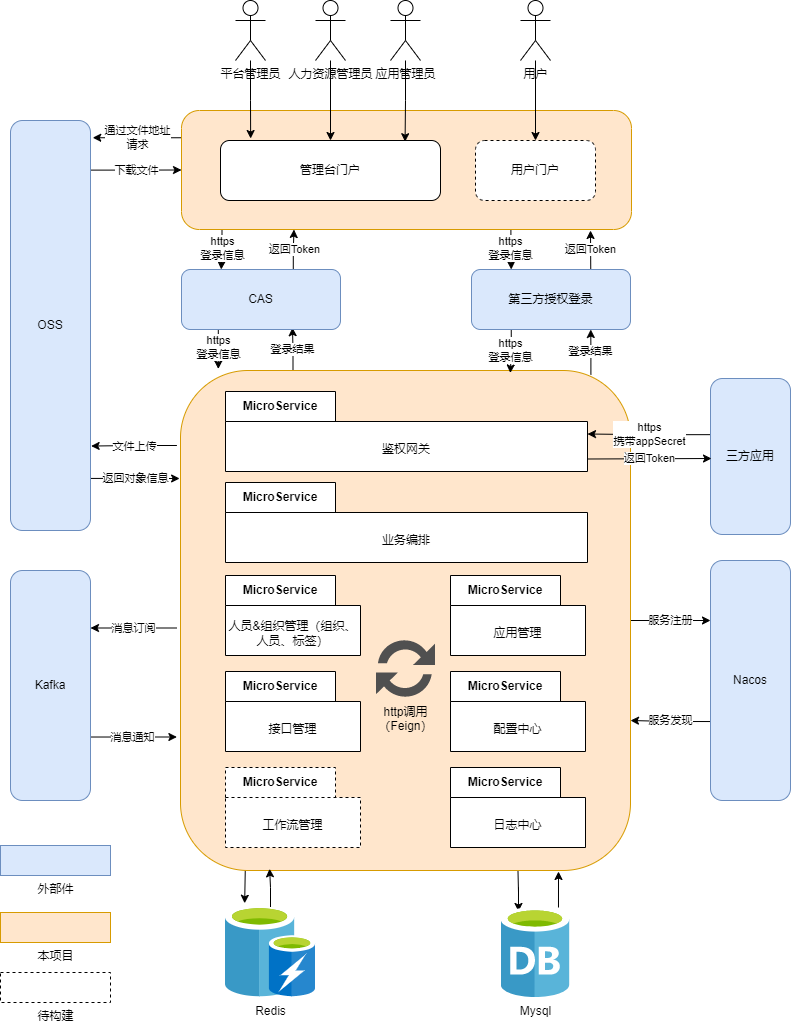 平台管理员
人力资源管理员
应用管理员
用户
通过文件地址
请求
下载文件
管理台门户
用户门户
https
登录信息
返回Token
https
登录信息
返回Token
OSS
CAS
第三方授权登录
https
登录信息
登录结果
https
登录信息
登录结果
MicroService
鉴权网关
https
携带appSecret
返回Token
三方应用
文件上传
返回对象信息
MicroService
业务编排
MicroService
人员&组织管理（组织、
人员、标签）
MicroService
应用管理
消息订阅
服务注册
Kafka
Nacos
MicroService
接口管理
http调用
（Feign）
MicroService
配置中心
消息通知
服务发现
MicroService
工作流管理
MicroService
日志中心
外部件
本项目
待构建
Redis
DB
Mysql